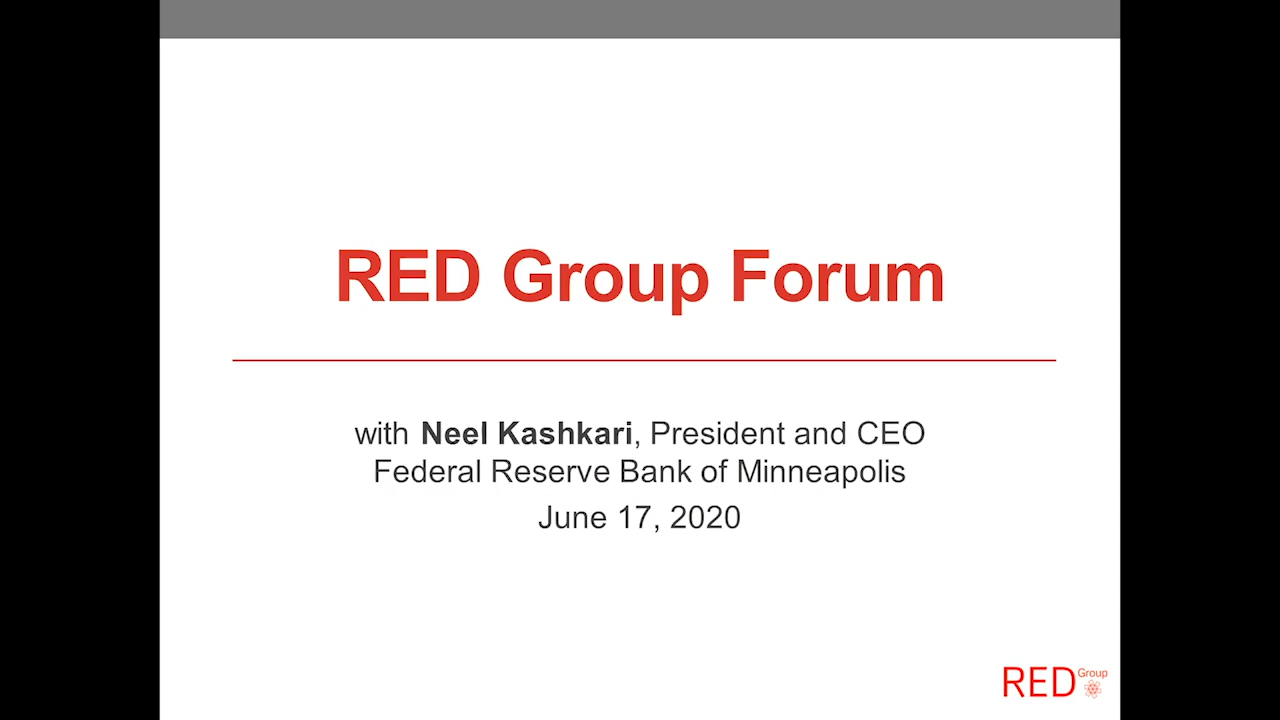 RED Group Forum
with Neel Kashkari, President and CEO
Federal Reserve Bank of Minneapolis
June 17, 2020
RED Group